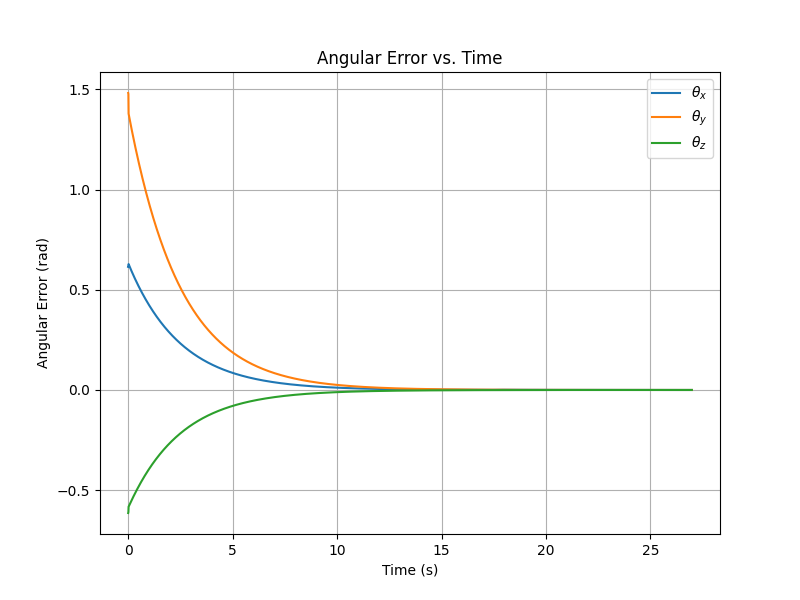 Angular Error vs. Time
θx
θy
θz
1.5
1.0
0.5
0.0
−0.5
Angular Error (rad)
0 5 10 15 20 25
Time (s)